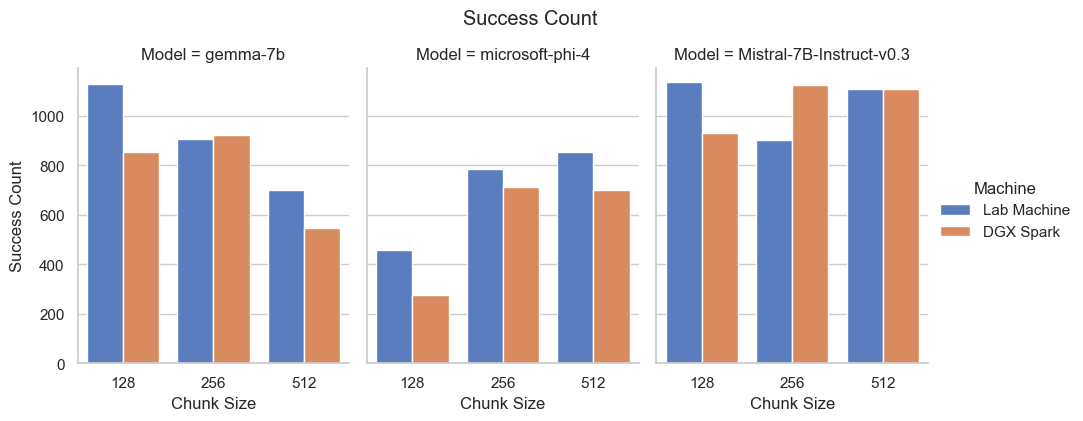 Success Count
Model = gemma-7b
Model = microsoft-phi-4
Model = Mistral-7B-Instruct-v0.3
Success Count
1000
800
600
400
200
0
128
256
512
Chunk Size
128
256
512
Chunk Size
128
256
512
Chunk Size
Machine
Lab Machine
DGX Spark